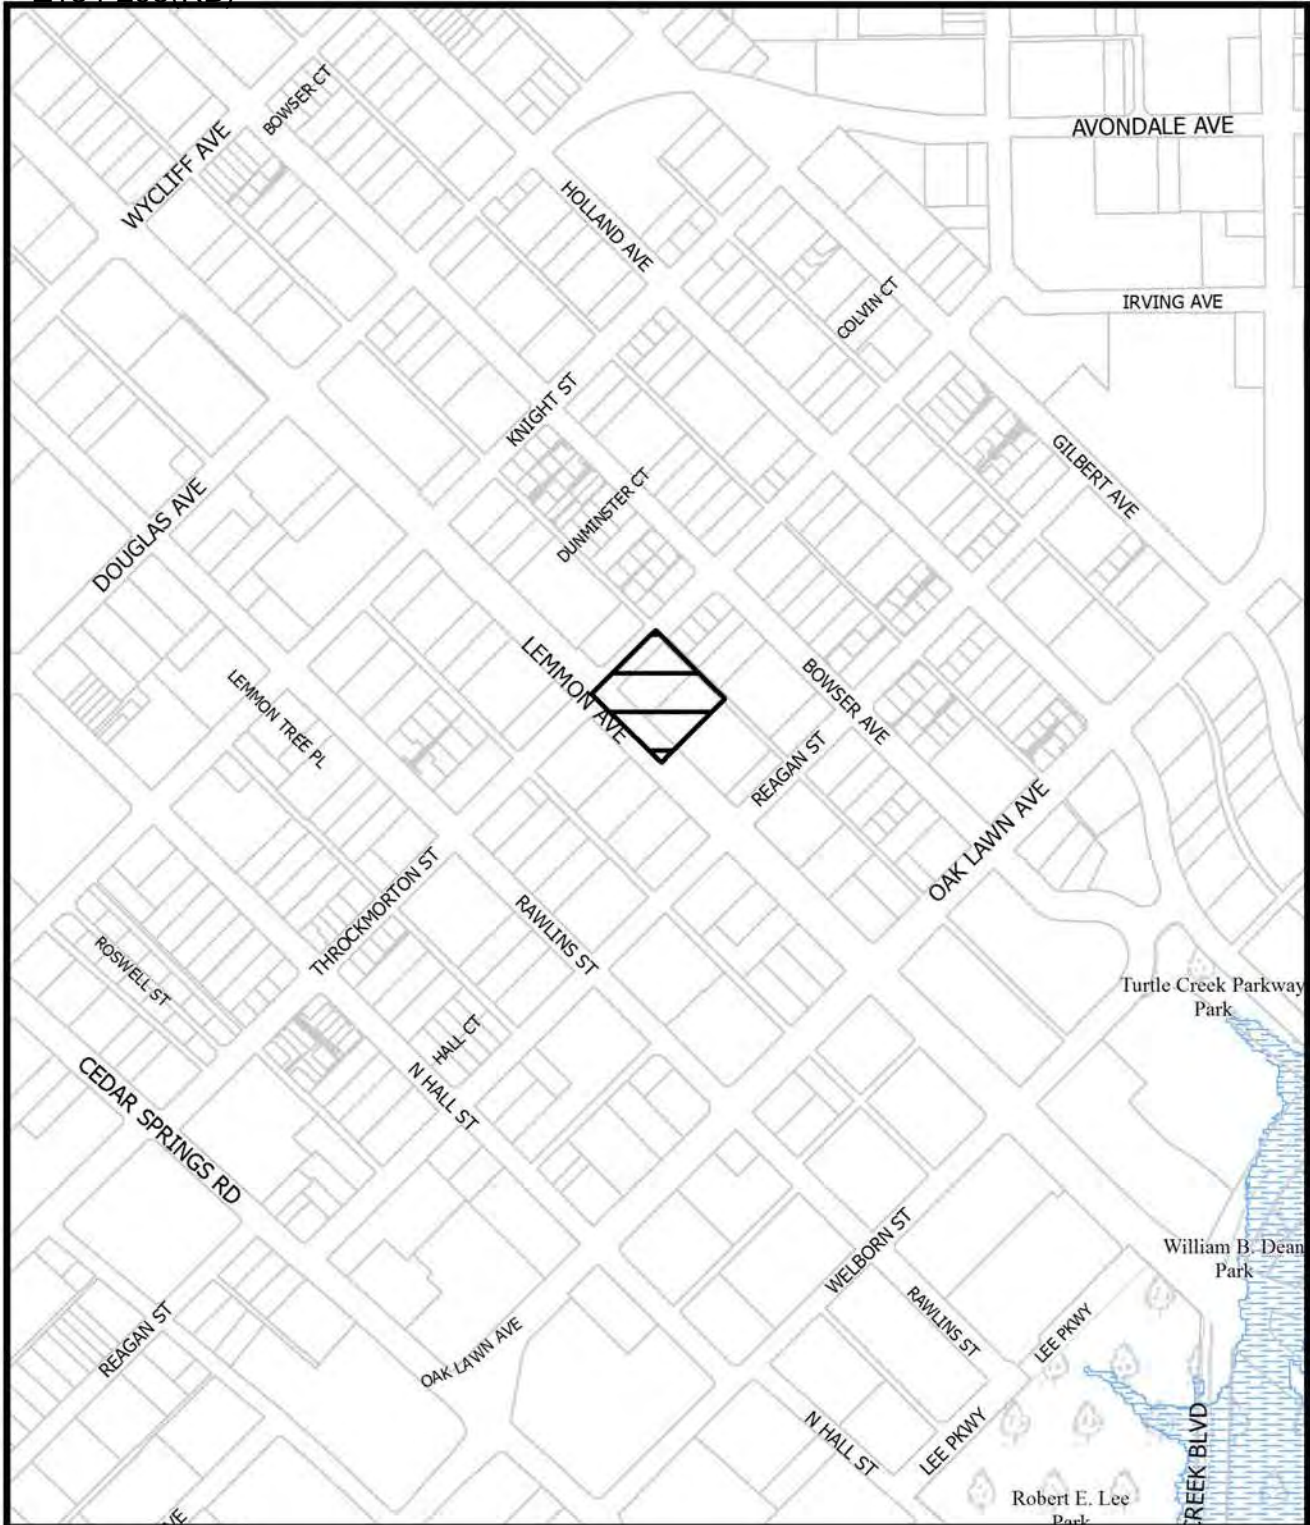 BOWSER CT
AVONDALE AVE
WYCLIFF AVE
HOLLAND AVE
COLVIN CT
IRVING AVE
KNIGHT ST
GILBERT AVE
DUNMINSTER CT
DOUGLAS AVE
LEMMON AVE
BOWSER AVE
LEMMON TREE PL
REAGAN ST
OAK LAWN AVE
THROCKMORTON ST
RAWLINS ST
ROSWELL ST
Turtle Creek Parkway
Park
HALL CT
N HALL ST
CEDAR SPRINGS RD
WELBORN ST
William B. Dean
Park
RAWLINS ST
LEE PKWY
REAGAN ST
OAK LAWN AVE
N HALL ST
LEE PKWY
CREEK BLVD
Robert E. Lee
Park
VE